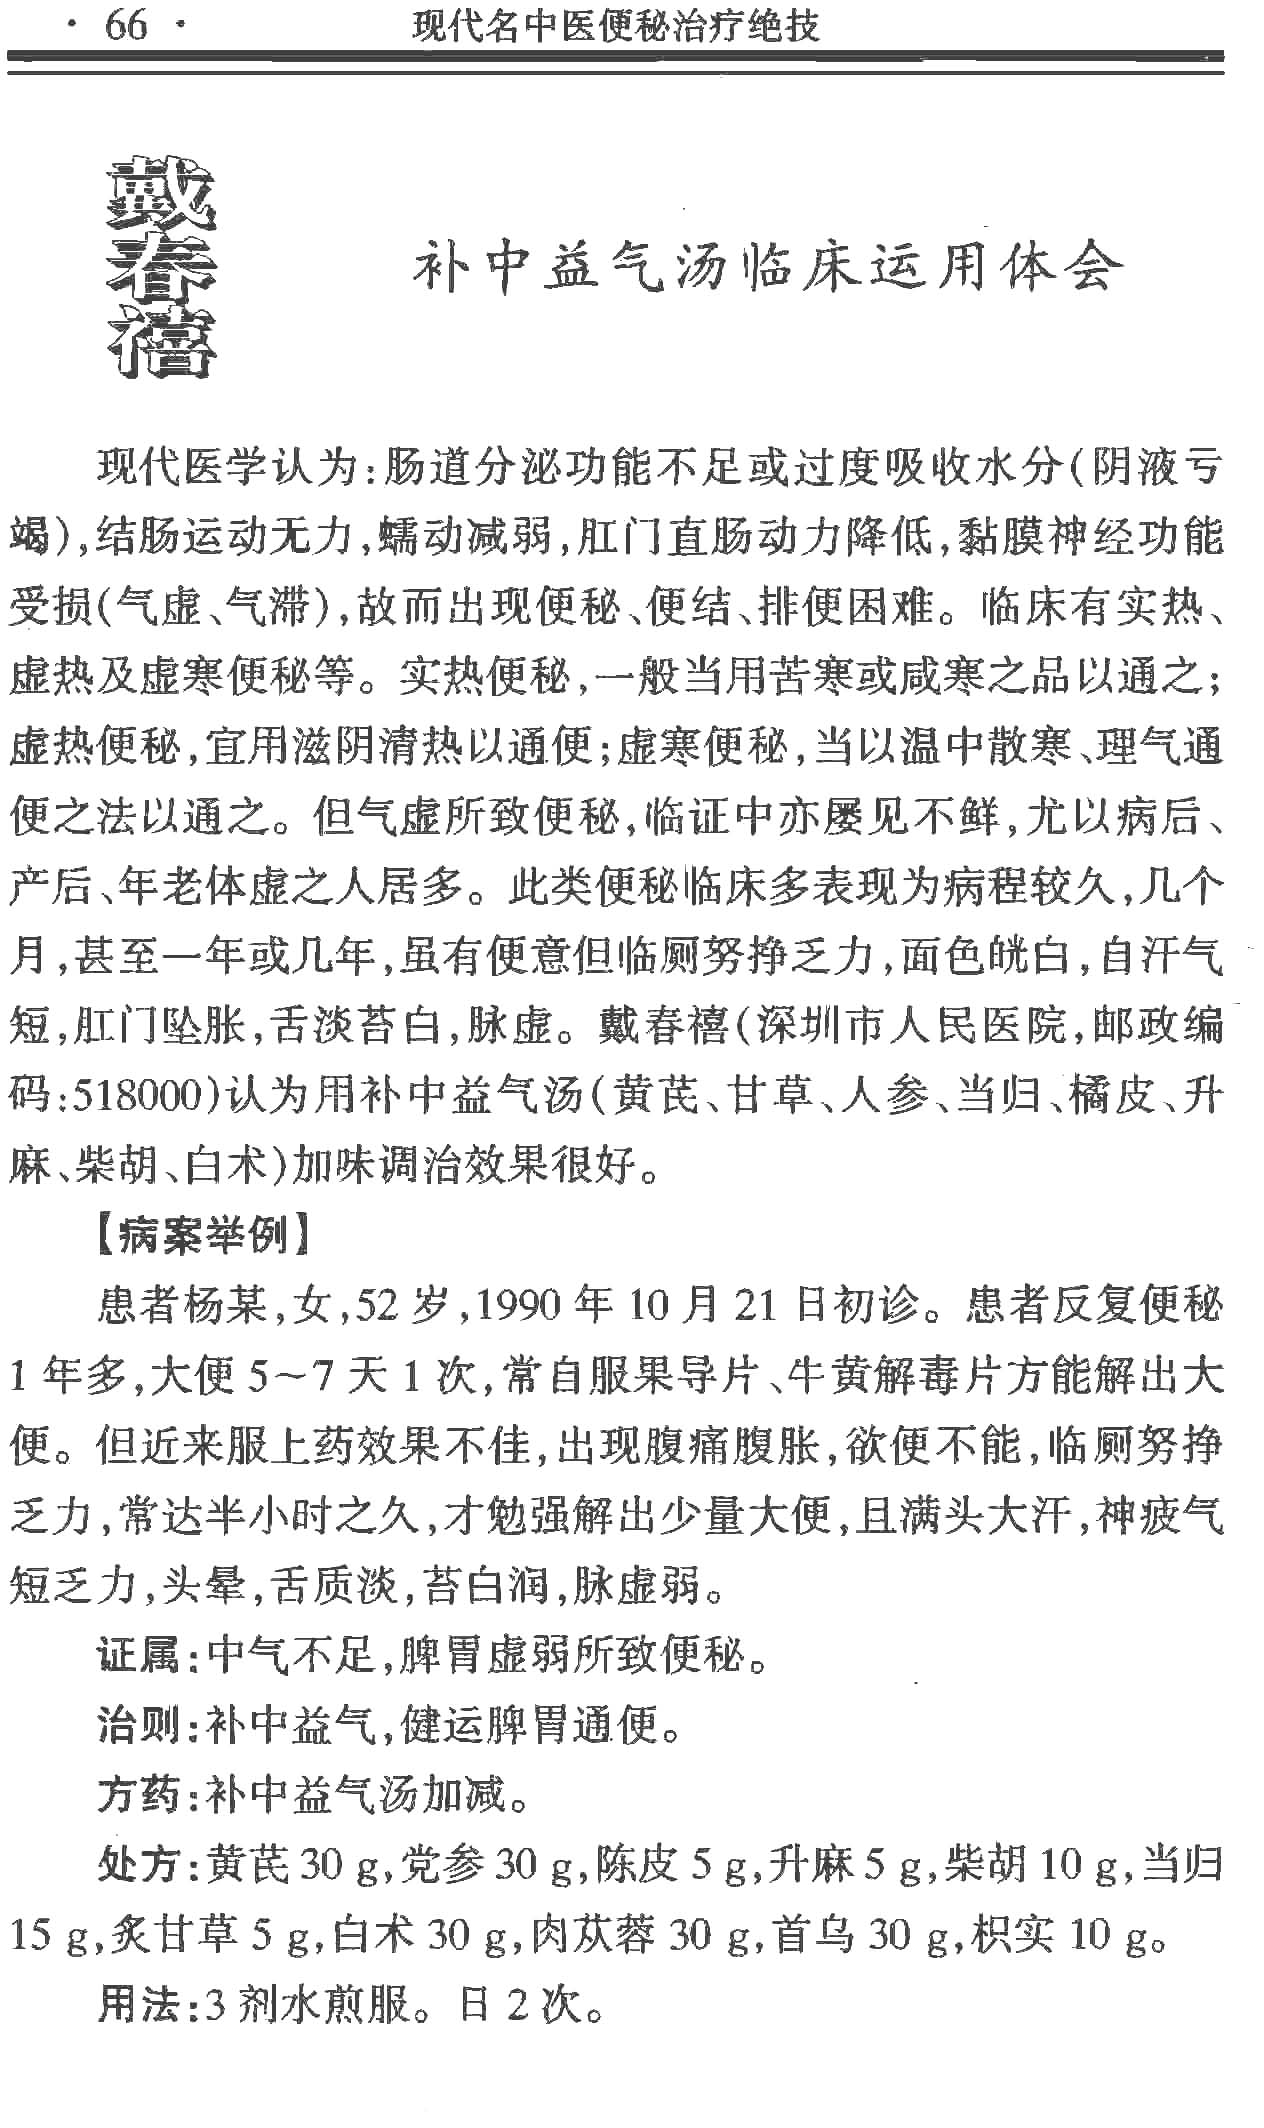 · 66 ·
现代名中医便秘治疗绝技
戴春禧
补中益气汤临床运用体会
现代医学认为:肠道分泌功能不足或过度吸收水分(阴液亏
竭),结肠运动无力,蠕动减弱,肛门直肠动力降低,黏膜神经功能
受损(气虚、气滞),故而出现便秘、便结、排便困难。临床有实热、
虚热及虚寒便秘等。实热便秘,一般当用苦寒或咸寒之品以通之;
虚热便秘,宜用滋阴清热以通便;虚寒便秘,当以温中散寒、理气通
便之法以通之。但气虚所致便秘,临证中亦屡见不鲜,尤以病后、
产后、年老体虚之人居多。此类便秘临床多表现为病程较久,几个
月,甚至一年或几年,虽有便意但临厕努挣乏力,面色㿠白,自汗气
短,肛门坠胀,舌淡苔白,脉虚。戴春禧(深圳市人民医院,邮政编
码:518000)认为用补中益气汤(黄芪、甘草、人参、当归、橘皮、升
麻、柴胡、白术)加味调治效果很好。
【病案举例】
患者杨某,女,52 岁,1990 年 10 月 21 日初诊。患者反复便秘
1 年多,大便 5～7 天 1 次,常自服果导片、牛黄解毒片方能解出大
便。但近来服上药效果不佳,出现腹痛腹胀,欲便不能,临厕努挣
乏力,常达半小时之久,才勉强解出少量大便,且满头大汗,神疲气
短乏力,头晕,舌质淡,苔白润,脉虚弱。
证属:中气不足,脾胃虚弱所致便秘。
治则:补中益气,健运脾胃通便。
方药:补中益气汤加减。
处方:黄芪 30 g,党参 30 g,陈皮 5 g,升麻 5 g,柴胡 10 g,当归
15 g,炙甘草 5 g,白术 30 g,肉苁蓉 30 g,首乌 30 g,枳实 10 g。
用法:3 剂水煎服。日 2 次。